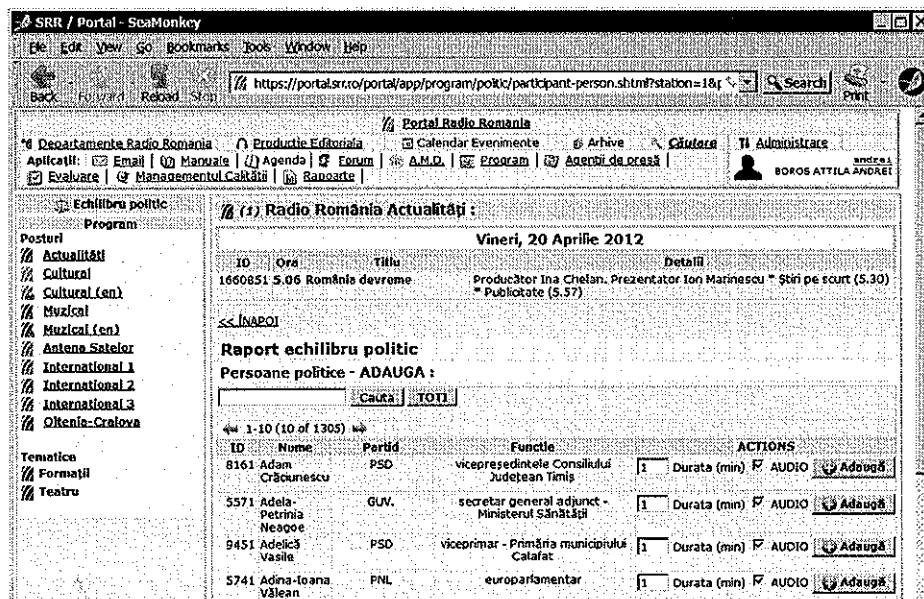 SRR / Portal - SeaMonkey
File Edit View Go Bookmarks Tools Window Help
Back Forward Reload Stop https://portal.srr.ro/portal/app/program/politic/participant-person.shtml?station=1& Search Print
Portal Radio Romania
Departamente Radio Romania Productie Editoriala Calendar Evenimente Arhive Căutare Administrare
Aplicaţii: Email | Manuale | Agenda | Forum | A.M.D. | Program | Agenţii de presă |
Evaluare | Managementul Calităţii | Rapoarte |
andrei
BOROS ATTILA ANDREI
Echilibru politic
Program
Posturi
Actualităţi
Cultural
Cultural (en)
Muzical
Muzical (en)
Antena Satelor
International 1
International 2
International 3
Oltenia-Craiova
Tematice
Formaţii
Teatru
(1) Radio România Actualităţi :
Vineri, 20 Aprilie 2012
ID Ora Titlu Detalii
1660851 5.06 România devreme Producător Ina Chelan. Prezentator Ion Marinescu * Ştiri pe scurt (5.30)
* Publicitate (5.57)
<< ÎNAPOI
Raport echilibru politic
Persoane politice - ADAUGA :
Cauta TOTI
1-10 (10 of 1305)
ID Nume Partid Functie ACTIONS
8161 Adam Crăciunescu PSD vicepreşedintele Consiliului Judeţean Timiş 1 Durata (min) AUDIO Adaugă
5571 Adela-Petrinia Neagoe GUV. secretar general adjunct - Ministerul Sănătăţii 1 Durata (min) AUDIO Adaugă
9451 Adelică Vasile PSD viceprimar - Primăria municipiului Calafat 1 Durata (min) AUDIO Adaugă
5741 Adina-Ioana Vălean PNL europarlamentar 1 Durata (min) AUDIO Adaugă